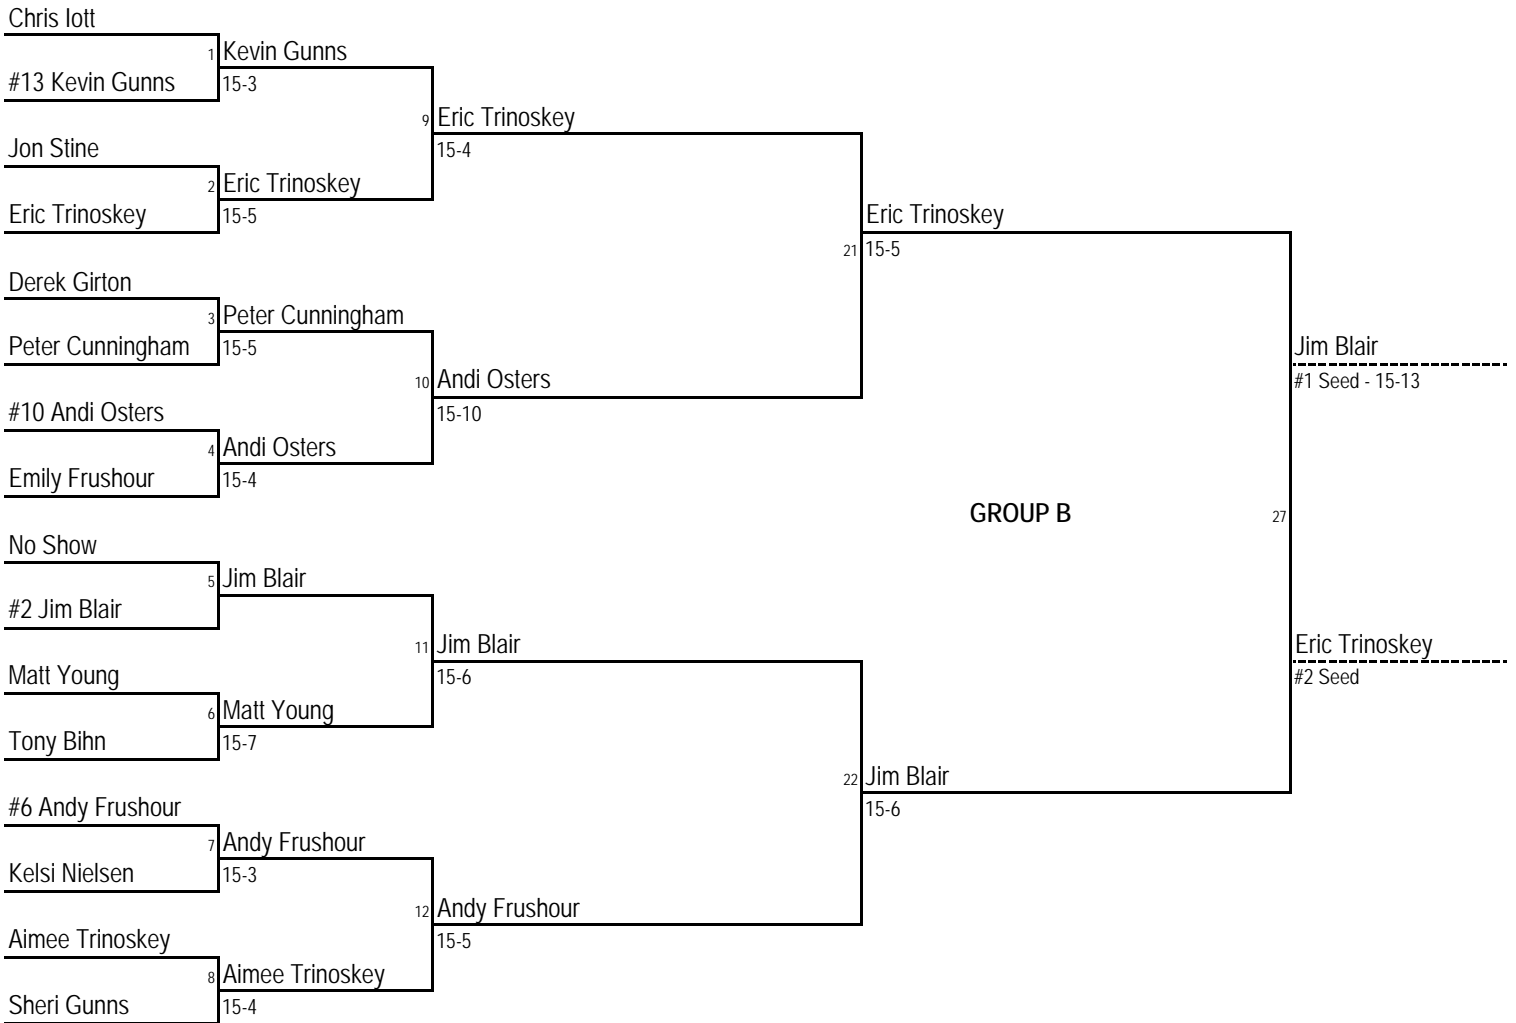 Chris Iott
1 Kevin Gunns
#13 Kevin Gunns
15-3
9 Eric Trinoskey
15-4
Jon Stine
2 Eric Trinoskey
Eric Trinoskey
15-5
Eric Trinoskey
21 15-5
Derek Girton
3 Peter Cunningham
Peter Cunningham
15-5
10 Andi Osters
15-10
#10 Andi Osters
4 Andi Osters
Emily Frushour
15-4
Jim Blair
#1 Seed - 15-13
GROUP B
27
No Show
5 Jim Blair
#2 Jim Blair
11 Jim Blair
15-6
Matt Young
6 Matt Young
Tony Bihn
15-7
Eric Trinoskey
#2 Seed
22 Jim Blair
15-6
#6 Andy Frushour
7 Andy Frushour
Kelsi Nielsen
15-3
12 Andy Frushour
15-5
Aimee Trinoskey
8 Aimee Trinoskey
Sheri Gunns
15-4